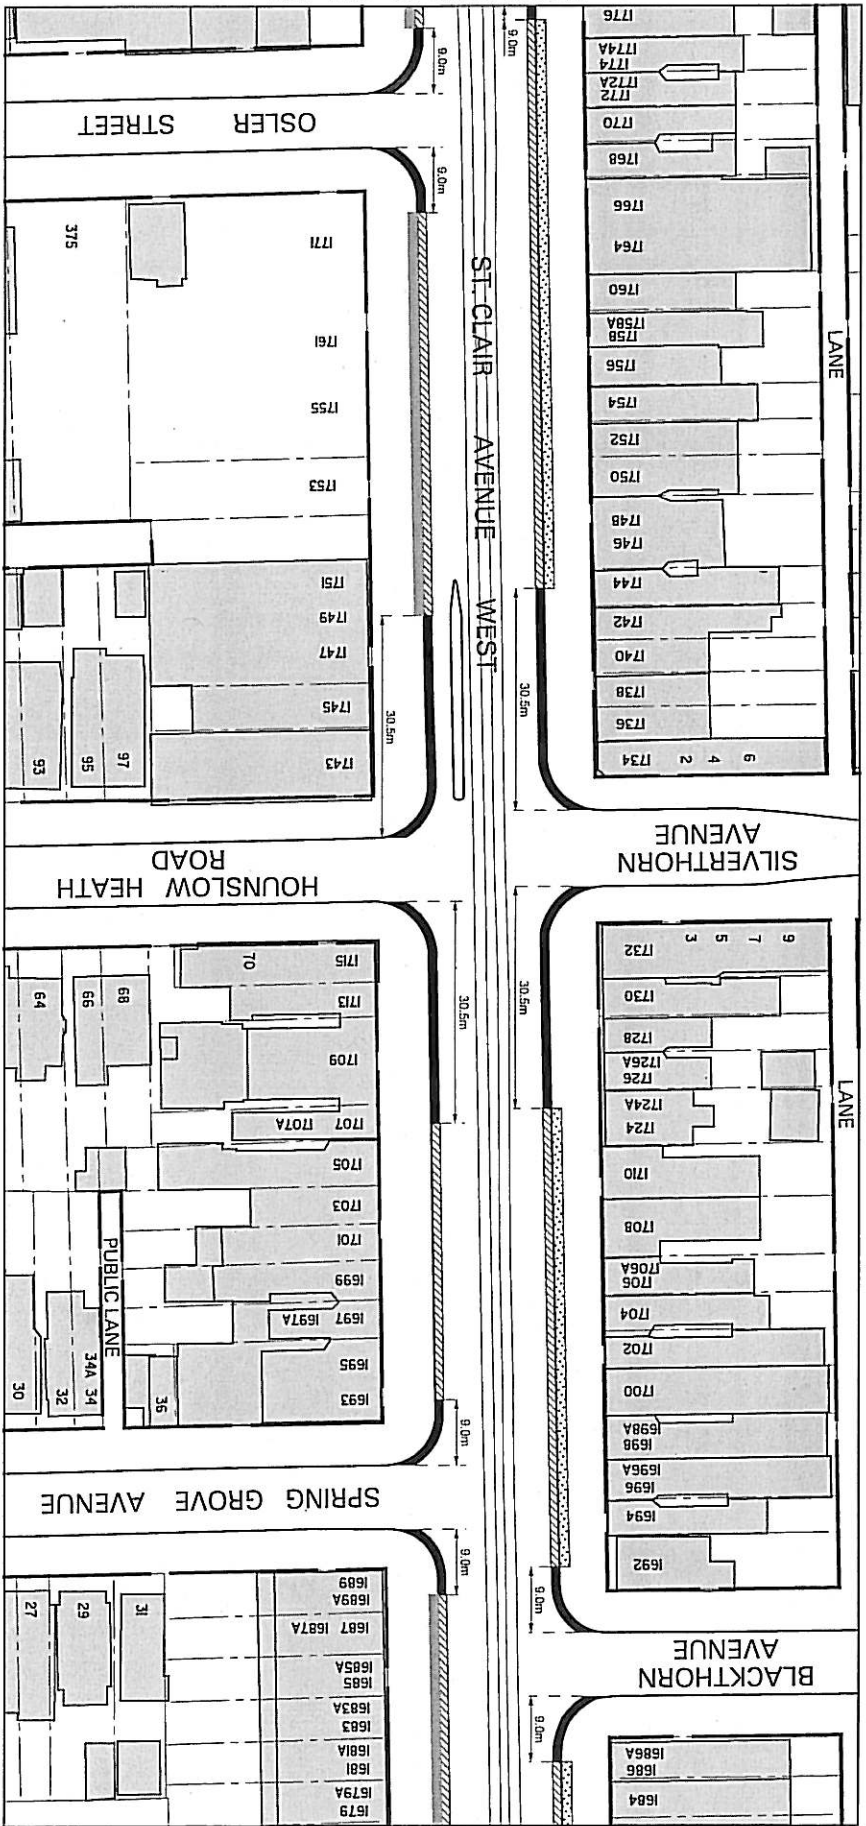 1776
1774A
1774
1772A
1772
1770
1768
1766
1764
1760
1758A
1758
1756
1754
1752
1750
1748
1746
1744
1742
1740
1738
1736
1734 2 4 6
LANE
9.0m
9.0m
9.0m
OSLER STREET
375
1771
1761
1755
1753
1751
1749
1747
1745
1743
93
95
97
ST. CLAIR AVENUE WEST
30.5m
30.5m
SILVERTHORN
AVENUE
HOUNSLOW HEATH
ROAD
30.5m
30.5m
1732 3 5 7 9
1730
1728
1726A
1726
1724A
1724
1710
1708
1706A
1706
1704
1702
1700
1698A
1698
1696A
1696
1694
1692
LANE
64
66
68
70
1715
1713
1709
1707 1707A
1705
1703
1701
1699
1697 1697A
1695
1693
PUBLIC LANE
30
32
34A 34
36
9.0m
SPRING GROVE AVENUE
9.0m
9.0m
9.0m
BLACKTHORN
AVENUE
27
29
31
1689
1689A
1687 1687A
1685A
1685
1683A
1683
1681A
1681
1679A
1679
1686A
1686
1684